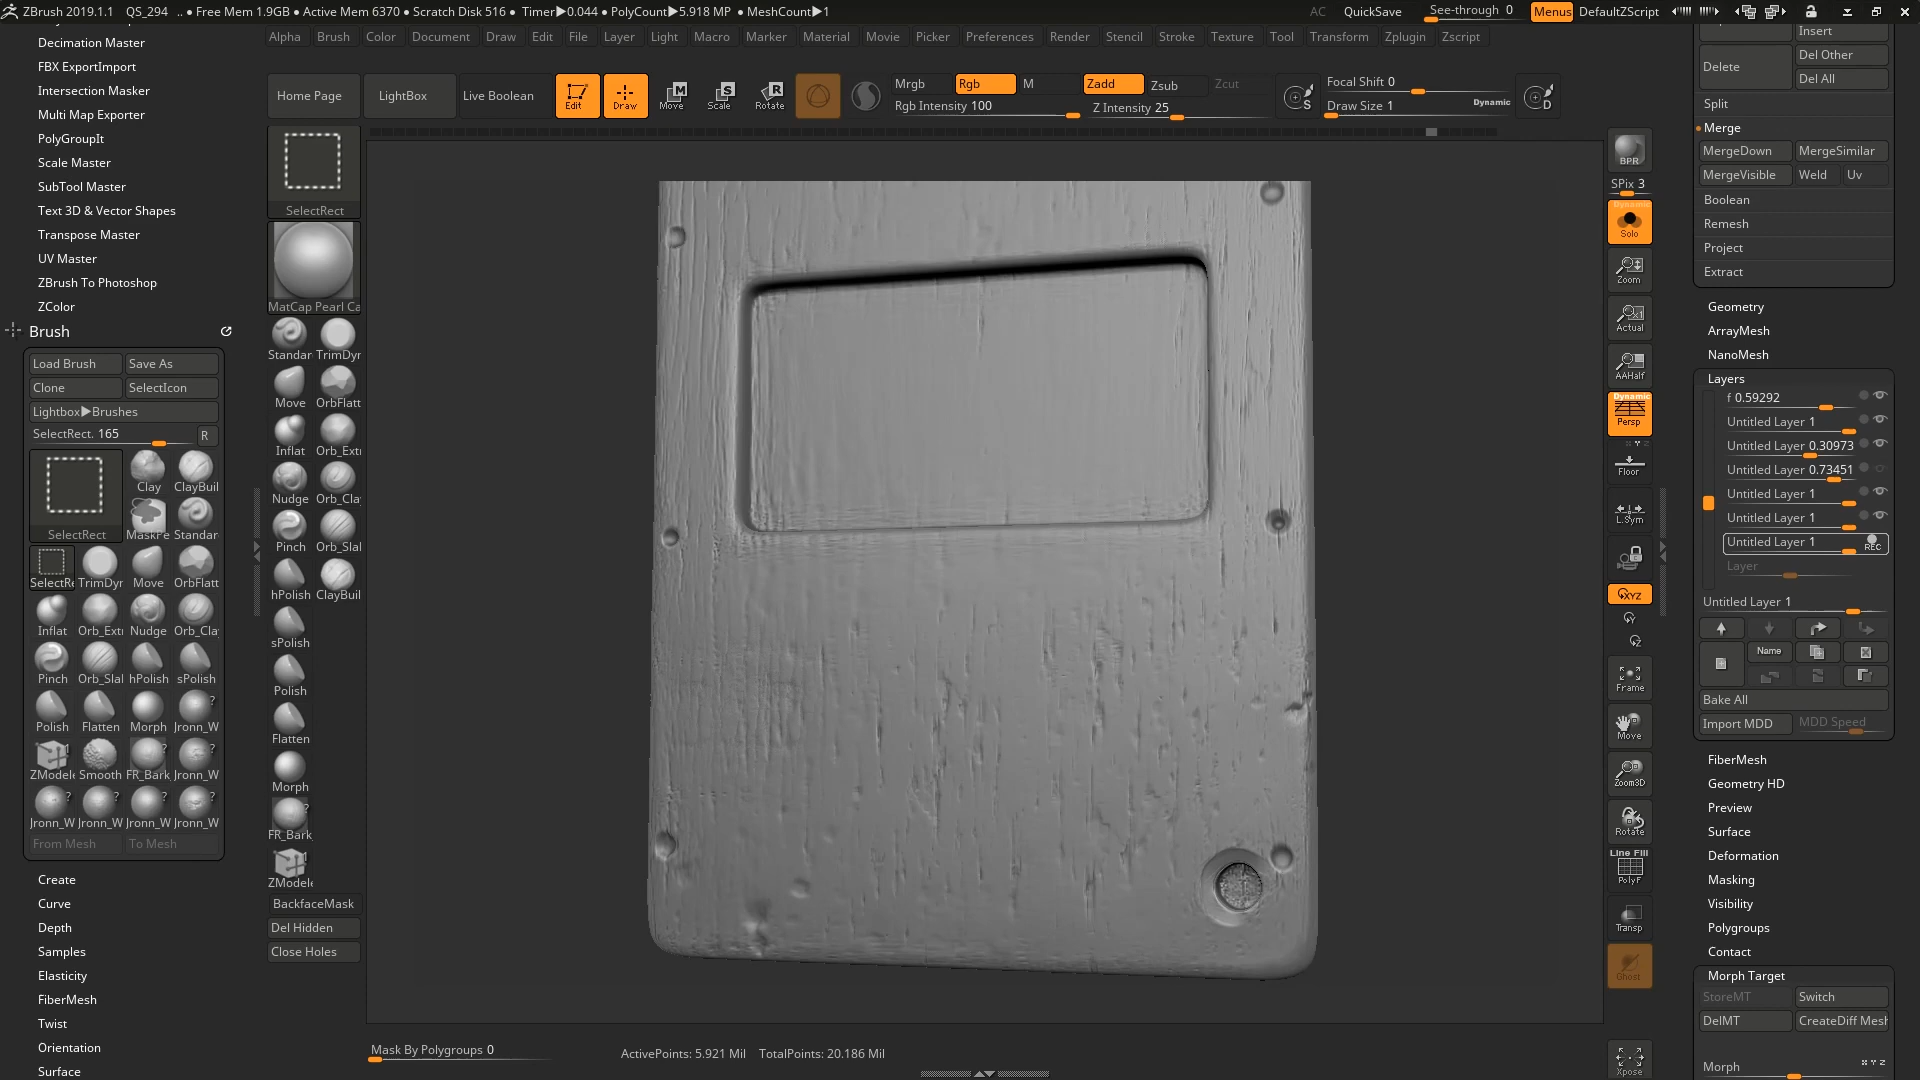 ZBrush 2019.1.1 QS_294 .. ● Free Mem 1.9GB ● Active Mem 6370 ● Scratch Disk 516 ● Timer▶0.044 ● PolyCount▶5.918 MP ● MeshCount▶1 AC QuickSave See-through 0 Menus DefaultZScript
Alpha Brush Color Document Draw Edit File Layer Light Macro Marker Material Movie Picker Preferences Render Stencil Stroke Texture Tool Transform Zplugin Zscript
Decimation Master
FBX ExportImport
Intersection Masker
Multi Map Exporter
PolyGroupIt
Scale Master
SubTool Master
Text 3D & Vector Shapes
Transpose Master
UV Master
ZBrush To Photoshop
ZColor
Brush
Load Brush Save As
Clone SelectIcon
Lightbox▶Brushes
SelectRect. 165 R
Clay ClayBuil
SelectRect MaskPe Standar
SelectRe TrimDyr Move OrbFlatt
Inflat Orb_Extr Nudge Orb_Cla
Pinch Orb_Slal hPolish sPolish
Polish Flatten Morph ? Jronn_W
1 ZModele Smooth ? FR_Bark ? Jronn_W
? Jronn_W ? Jronn_W ? Jronn_W ? Jronn_W
From Mesh To Mesh
Create
Curve
Depth
Samples
Elasticity
FiberMesh
Twist
Orientation
Surface
Home Page LightBox Live Boolean Edit Draw M Move S Scale R Rotate
Mrgb Rgb M Zadd Zsub Zcut
Rgb Intensity 100 Z Intensity 25
S Focal Shift 0
Draw Size 1 Dynamic D
SelectRect
MatCap Pearl Ca
Standar TrimDyr
Move OrbFlatt
Inflat Orb_Extr
Nudge Orb_Cla
Pinch Orb_Slal
hPolish ClayBuil
sPolish
Polish
Flatten
Morph
? FR_Bark
1 ZModele
BackfaceMask
Del Hidden
Close Holes
BPR
SPix 3
Dynamic
Solo
Zoom
Actual
AAHalf
Dynamic
Persp
Floor
L.Sym
XYZ
Y
Z
Frame
Move
Zoom3D
Rotate
Line Fill
PolyF
Transp
Ghost
Xpose
Insert
Delete Del Other
Del All
Split
Merge
MergeDown MergeSimilar
MergeVisible Weld Uv
Boolean
Remesh
Project
Extract
Geometry
ArrayMesh
NanoMesh
Layers
f 0.59292
Untitled Layer 1
Untitled Layer 0.30973
Untitled Layer 0.73451
Untitled Layer 1
Untitled Layer 1
Untitled Layer 1 REC
Layer
Untitled Layer 1
Name
Bake All
Import MDD MDD Speed
FiberMesh
Geometry HD
Preview
Surface
Deformation
Masking
Visibility
Polygroups
Contact
Morph Target
StoreMT Switch
DelMT CreateDiff Mesh
Morph X Y Z
Mask By Polygroups 0 ActivePoints: 5.921 Mil TotalPoints: 20.186 Mil